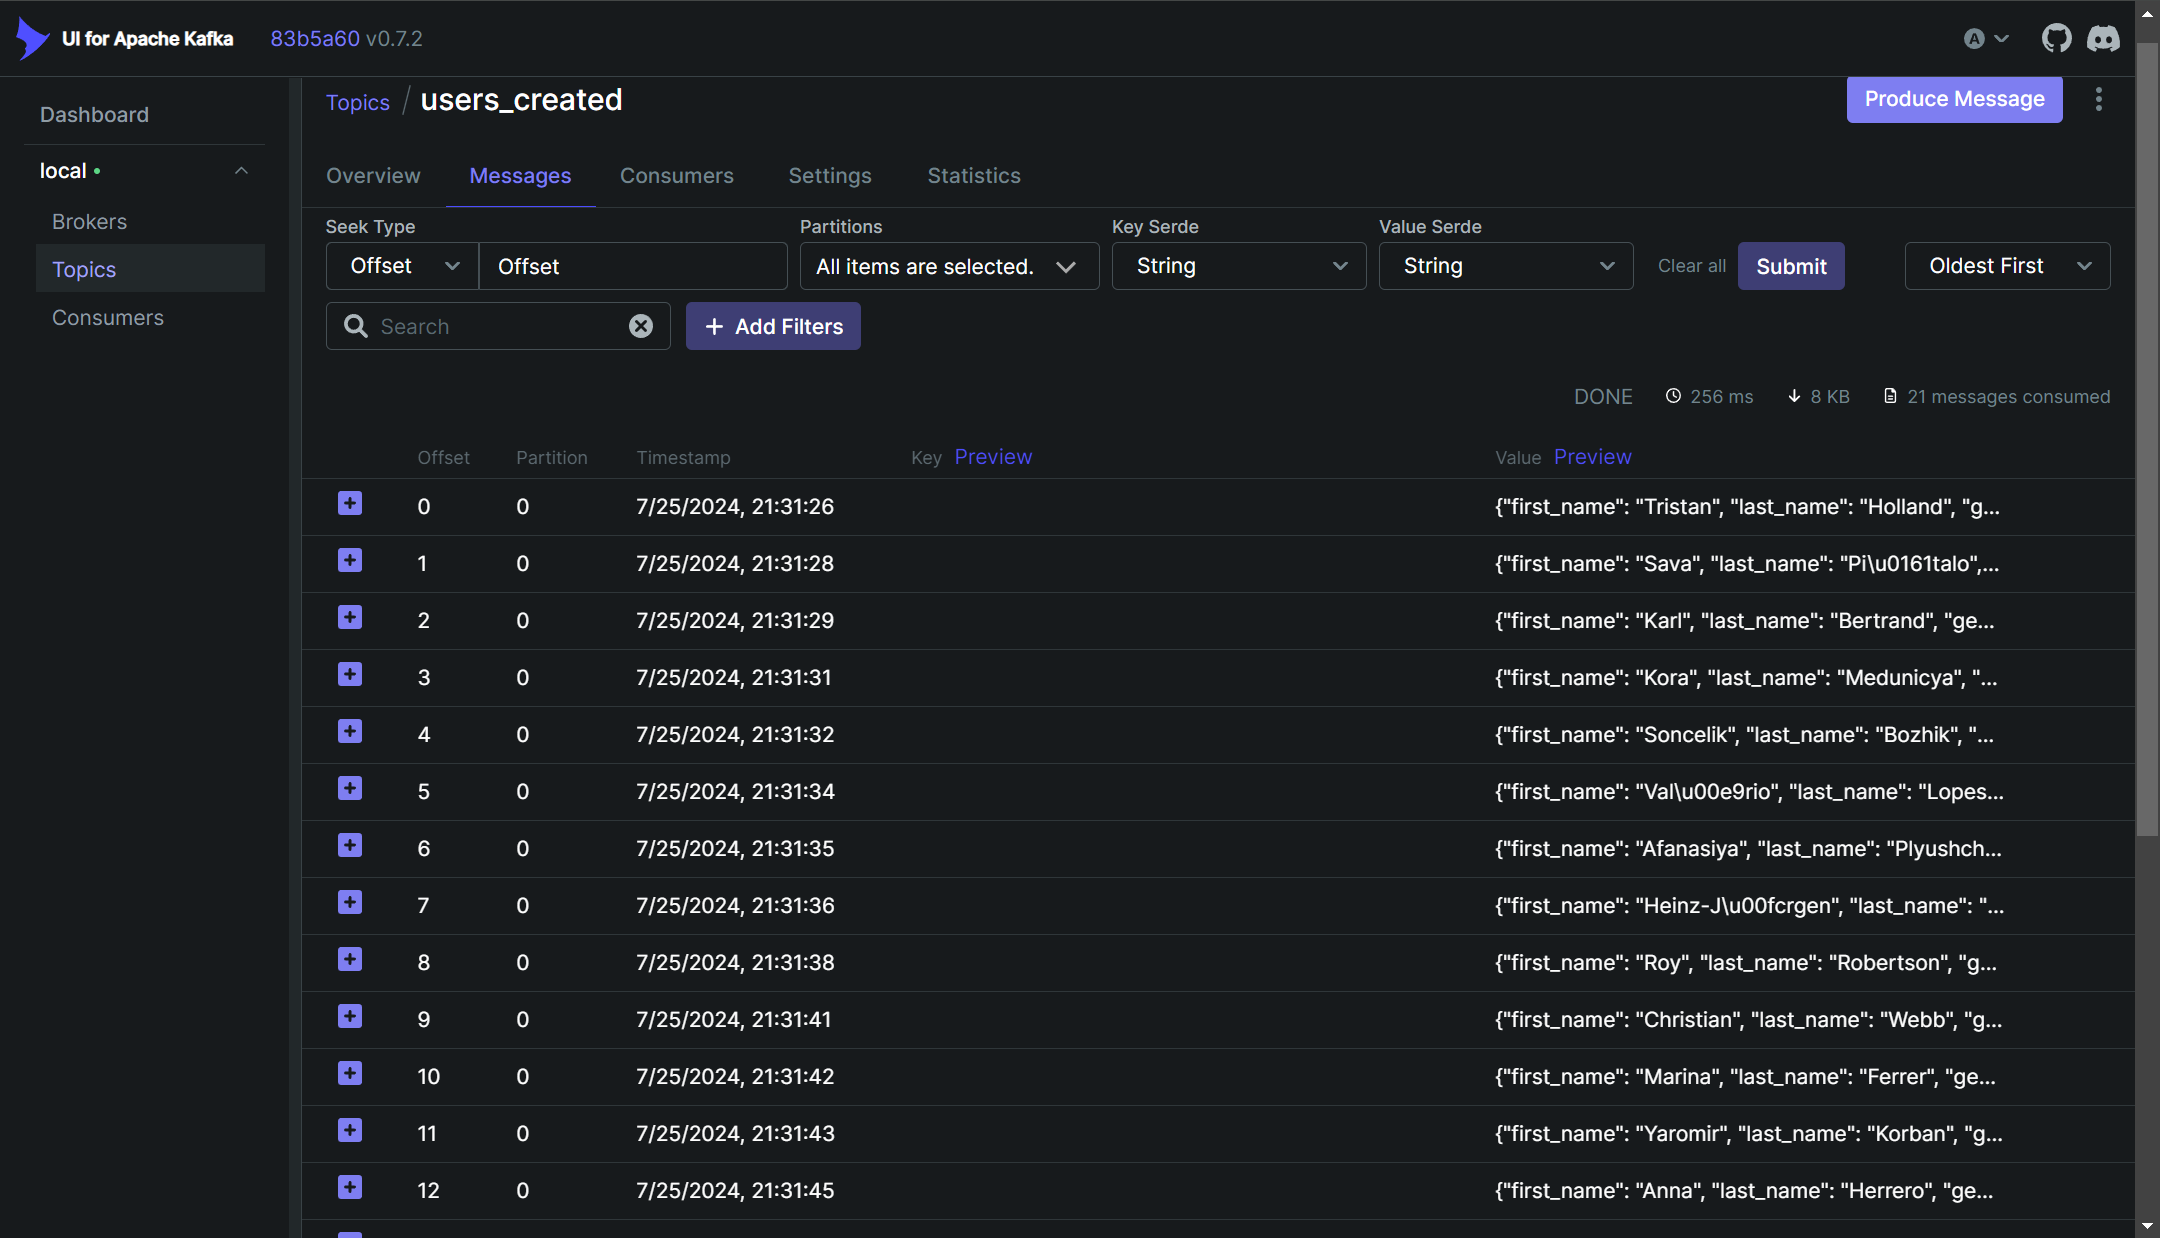 UI for Apache Kafka 83b5a60 v0.7.2 A
Dashboard
local
Brokers
Topics
Consumers
Topics / users_created
Produce Message
Overview Messages Consumers Settings Statistics
Seek Type Partitions Key Serde Value Serde
Offset Offset All items are selected. String String Clear all Submit Oldest First
Search + Add Filters
DONE 256 ms 8 KB 21 messages consumed
Offset Partition Timestamp Key Preview Value Preview
0 0 7/25/2024, 21:31:26 {"first_name": "Tristan", "last_name": "Holland", "g...
1 0 7/25/2024, 21:31:28 {"first_name": "Sava", "last_name": "Pi\u0161talo",...
2 0 7/25/2024, 21:31:29 {"first_name": "Karl", "last_name": "Bertrand", "ge...
3 0 7/25/2024, 21:31:31 {"first_name": "Kora", "last_name": "Medunicya", "...
4 0 7/25/2024, 21:31:32 {"first_name": "Soncelik", "last_name": "Bozhik", "...
5 0 7/25/2024, 21:31:34 {"first_name": "Val\u00e9rio", "last_name": "Lopes...
6 0 7/25/2024, 21:31:35 {"first_name": "Afanasiya", "last_name": "Plyushch...
7 0 7/25/2024, 21:31:36 {"first_name": "Heinz-J\u00fcrgen", "last_name": "...
8 0 7/25/2024, 21:31:38 {"first_name": "Roy", "last_name": "Robertson", "g...
9 0 7/25/2024, 21:31:41 {"first_name": "Christian", "last_name": "Webb", "g...
10 0 7/25/2024, 21:31:42 {"first_name": "Marina", "last_name": "Ferrer", "ge...
11 0 7/25/2024, 21:31:43 {"first_name": "Yaromir", "last_name": "Korban", "g...
12 0 7/25/2024, 21:31:45 {"first_name": "Anna", "last_name": "Herrero", "ge...